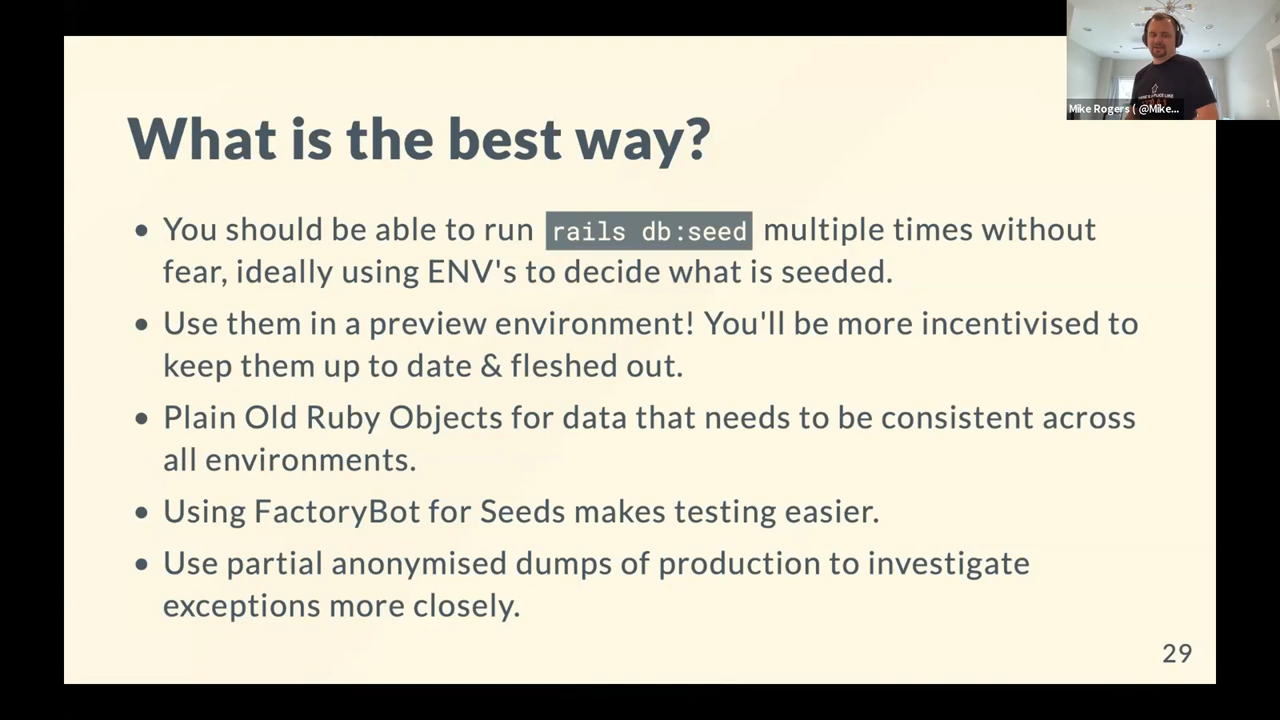 Mike Rogers ( @Mike...
What is the best way?
• You should be able to run rails db:seed multiple times without
fear, ideally using ENV's to decide what is seeded.
• Use them in a preview environment! You'll be more incentivised to
keep them up to date & fleshed out.
• Plain Old Ruby Objects for data that needs to be consistent across
all environments.
• Using FactoryBot for Seeds makes testing easier.
• Use partial anonymised dumps of production to investigate
exceptions more closely.
29